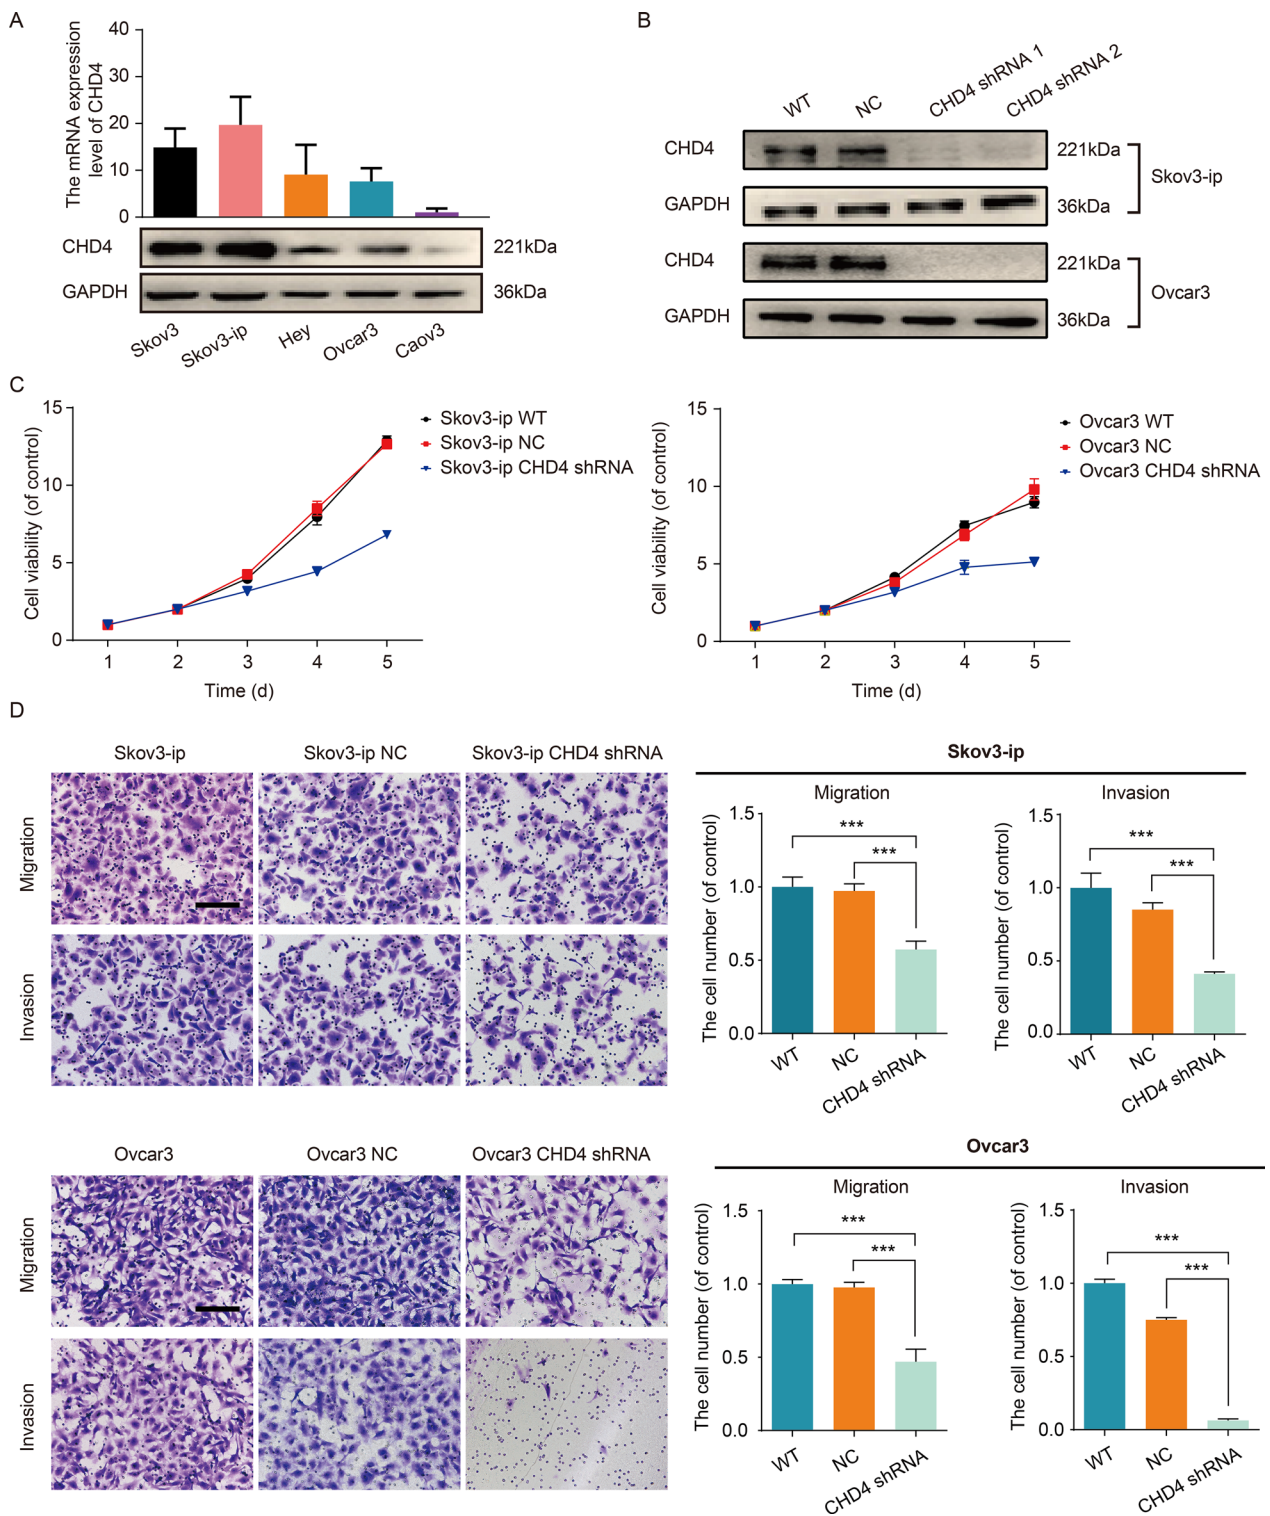 A
The mRNA expression
level of CHD4
40
30
20
10
0
CHD4
221kDa
GAPDH
36kDa
Skov3
Skov3-ip
Hey
Ovcar3
Caov3
B
WT
NC
CHD4 shRNA 1
CHD4 shRNA 2
CHD4
221kDa
GAPDH
36kDa
Skov3-ip
CHD4
221kDa
GAPDH
36kDa
Ovcar3
C
Cell viability (of control)
15
10
5
0
1 2 3 4 5
Time (d)
Skov3-ip WT
Skov3-ip NC
Skov3-ip CHD4 shRNA
Cell viability (of control)
15
10
5
0
1 2 3 4 5
Time (d)
Ovcar3 WT
Ovcar3 NC
Ovcar3 CHD4 shRNA
D
Skov3-ip
Skov3-ip NC
Skov3-ip CHD4 shRNA
Migration
Invasion
Skov3-ip
Migration
The cell number (of control)
1.5
1.0
0.5
0.0
***
***
WT
NC
CHD4 shRNA
Invasion
The cell number (of control)
1.5
1.0
0.5
0.0
***
***
WT
NC
CHD4 shRNA
Ovcar3
Ovcar3 NC
Ovcar3 CHD4 shRNA
Migration
Invasion
Ovcar3
Migration
The cell number (of control)
1.5
1.0
0.5
0.0
***
***
WT
NC
CHD4 shRNA
Invasion
The cell number (of control)
1.5
1.0
0.5
0.0
***
***
WT
NC
CHD4 shRNA